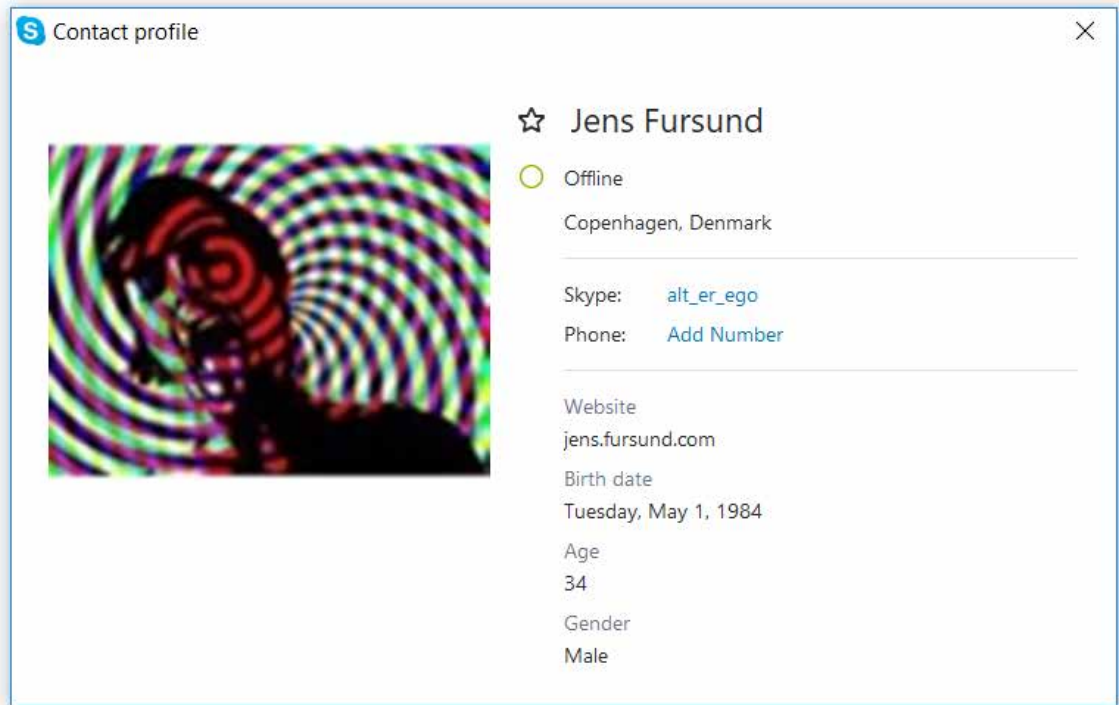 S Contact profile
Jens Fursund
Offline
Copenhagen, Denmark
Skype: alt_er_ego
Phone: Add Number
Website
jens.fursund.com
Birth date
Tuesday, May 1, 1984
Age
34
Gender
Male